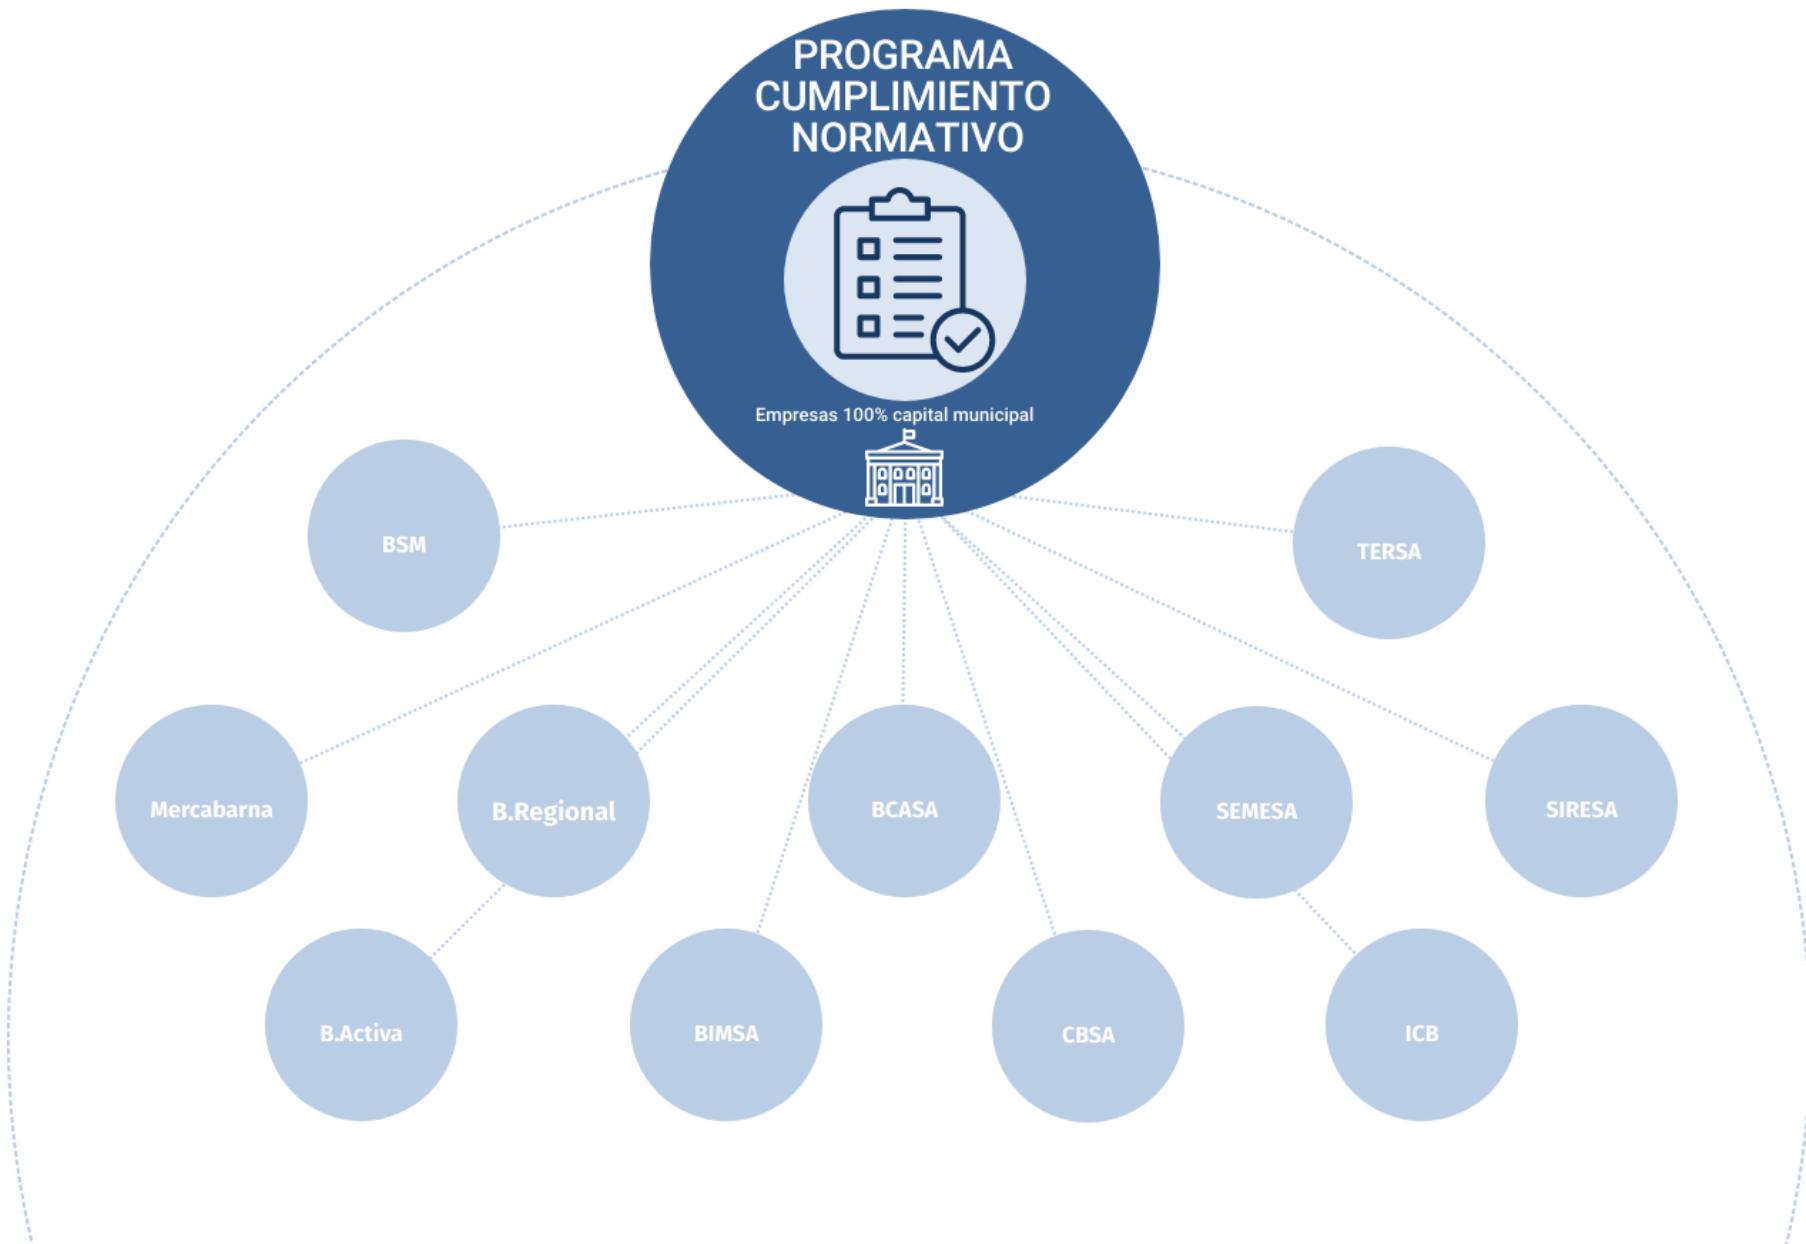 PROGRAMA
CUMPLIMIENTO
NORMATIVO
Empresas 100% capital municipal
BSM
TERSA
Mercabarna
B.Regional
BCASA
SEMESA
SIRESA
B.Activa
BIMSA
CBSA
ICB